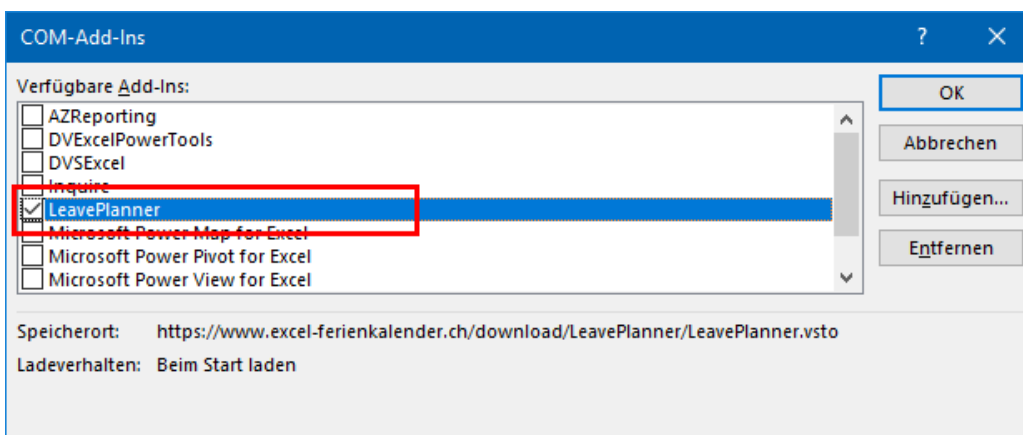 COM-Add-Ins ?
Verfügbare Add-Ins:
AZReporting
DVExcelPowerTools
DVSExcel
Inquire
LeavePlanner
Microsoft Power Map for Excel
Microsoft Power Pivot for Excel
Microsoft Power View for Excel
OK
Abbrechen
Hinzufügen...
Entfernen
Speicherort: https://www.excel-ferienkalender.ch/download/LeavePlanner/LeavePlanner.vsto
Ladeverhalten: Beim Start laden